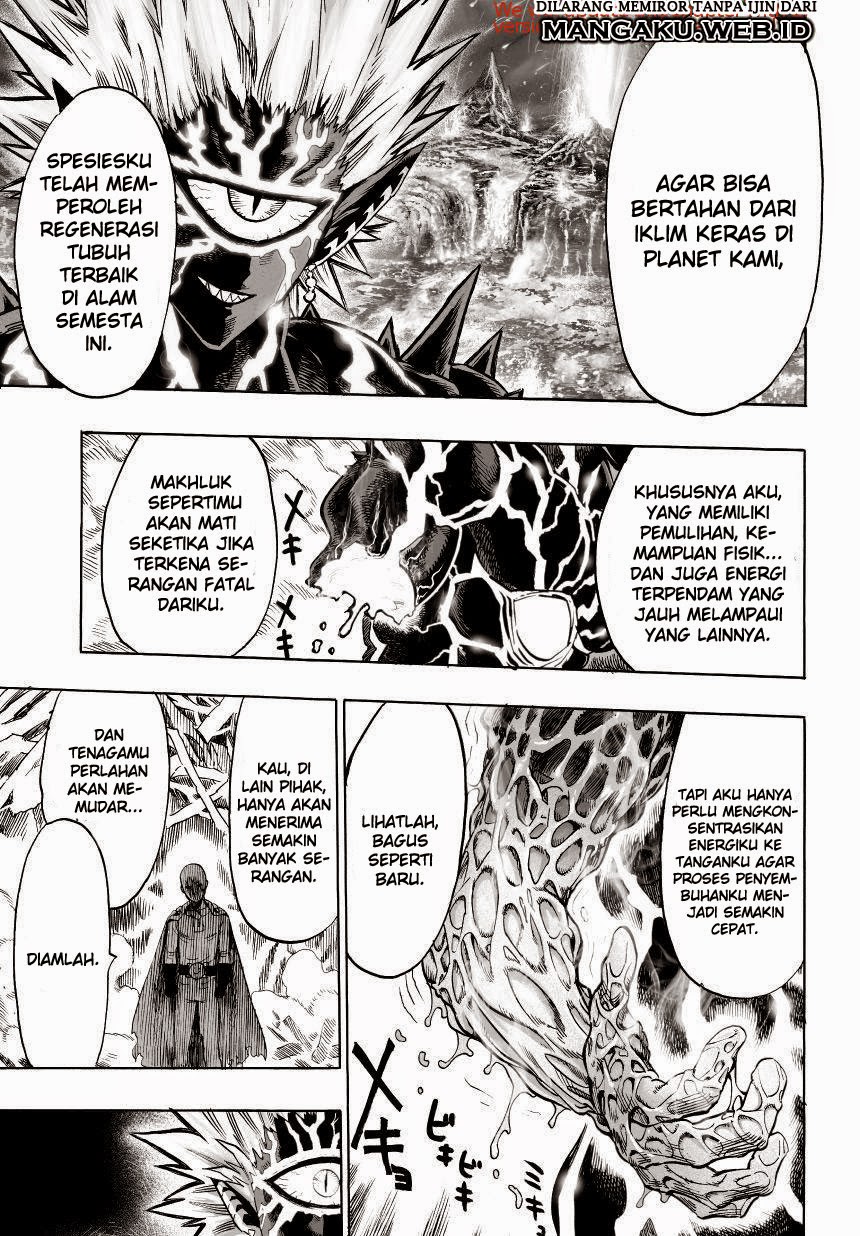 We
DILARANG MEMIROR TANPA IJIN DARI
MANGAKU.WEB.ID
AGAR BISA
BERTAHAN DARI
IKLIM KERAS DI
PLANET KAMI,
SPESIESKU
TELAH MEM-
PEROLEH
REGENERASI
TUBUH
TERBAIK
DI ALAM
SEMESTA
INI.
KHUSUSNYA AKU,
YANG MEMILIKI
PEMULIHAN, KE-
MAMPUAN FISIK...
DAN JUGA ENERGI
TERPENDAM YANG
JAUH MELAMPAUI
YANG LAINNYA.
メキ
メキ
MAKHLUK
SEPERTIMU
AKAN MATI
SEKETIKA JIKA
TERKENA SE-
RANGAN FATAL
DARIKU.
TAPI AKU HANYA
PERLU MENGKON-
SENTRASIKAN
ENERGIKU KE
TANGANKU AGAR
PROSES PENYEM-
BUHANKU MEN-
JADI SEMAKIN
CEPAT.
LIHATLAH,
BAGUS
SEPERTI
BARU.
メキョ
ビキビキ
KAU, DI
LAIN PIHAK,
HANYA AKAN
MENERIMA
SEMAKIN
BANYAK SE-
RANGAN.
DAN
TENAGAMU
PERLAHAN
AKAN ME-
MUDAR...
DIAMLAH.